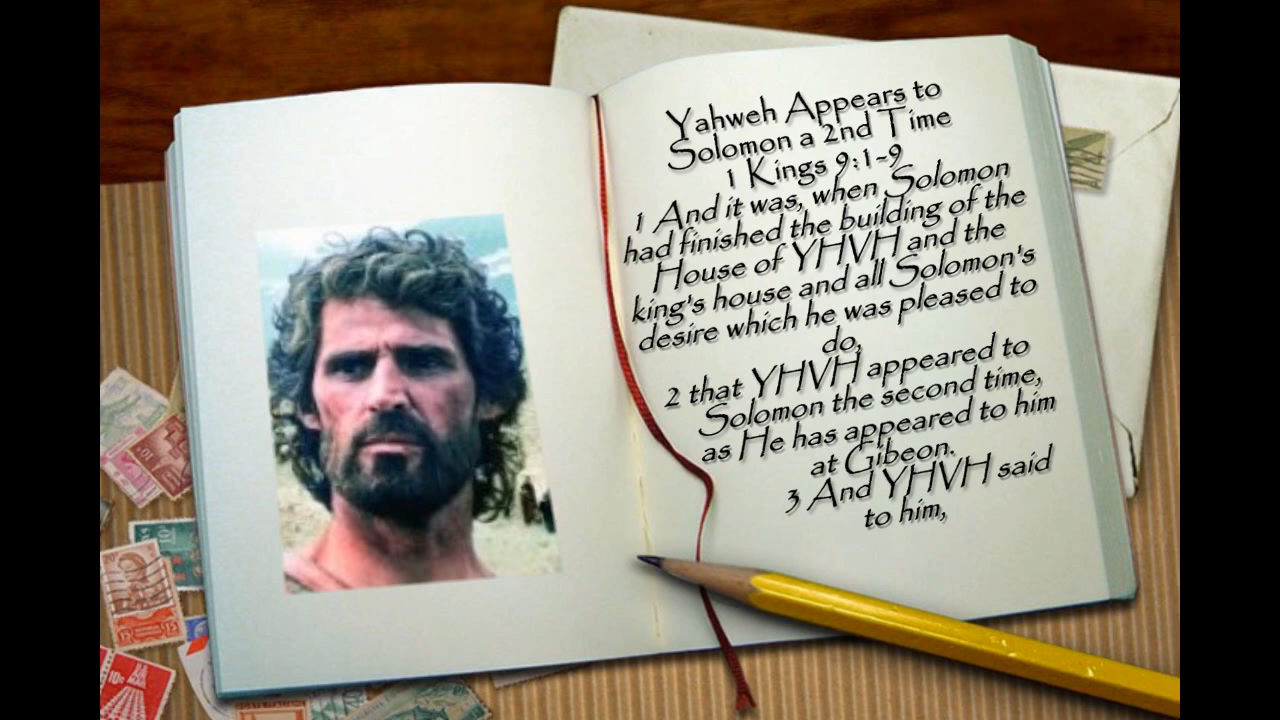 Yahweh Appears to
Solomon a 2nd Time
1 Kings 9:1-9
1 And it was, when Solomon
had finished the building of the
House of YHVH and the
king's house and all Solomon's
desire which he was pleased to
do,
2 that YHVH appeared to
Solomon the second time,
as He has appeared to him
at Gibeon.
3 And YHVH said
to him,